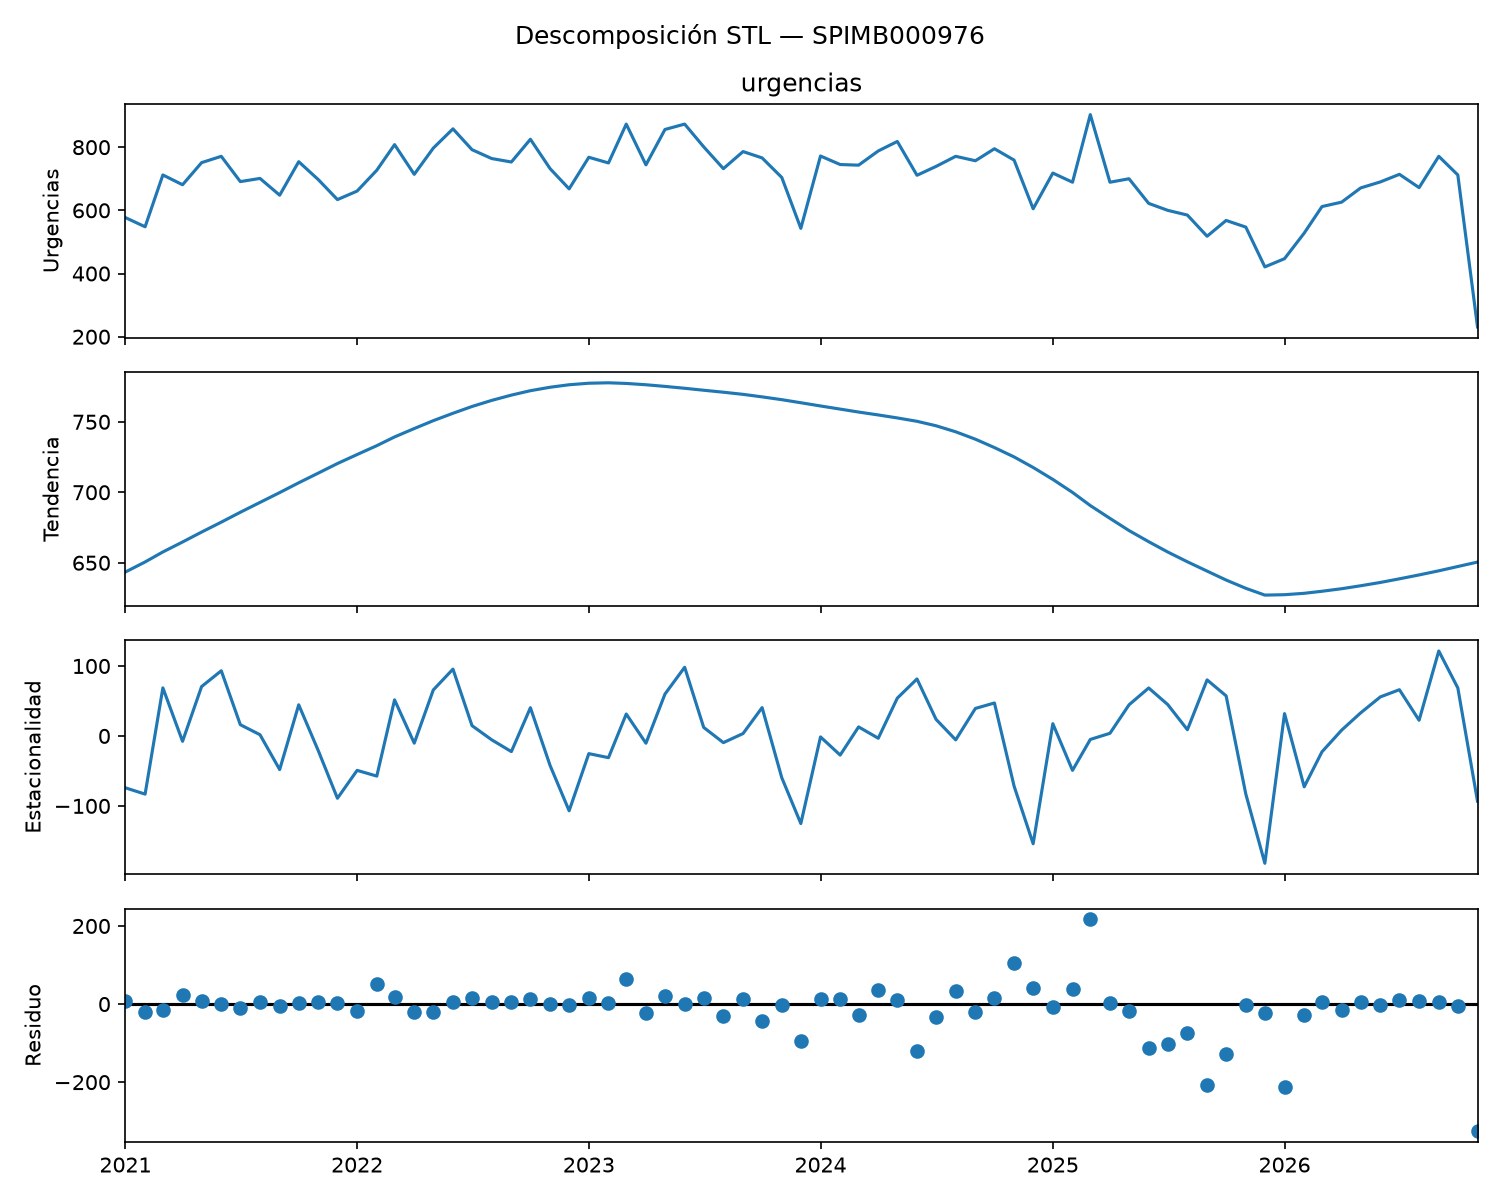 Descomposición STL — SPIMB000976
urgencias
Urgencias
800
600
400
200
Tendencia
750
700
650
Estacionalidad
100
0
−100
Residuo
200
0
−200
2021 2022 2023 2024 2025 2026